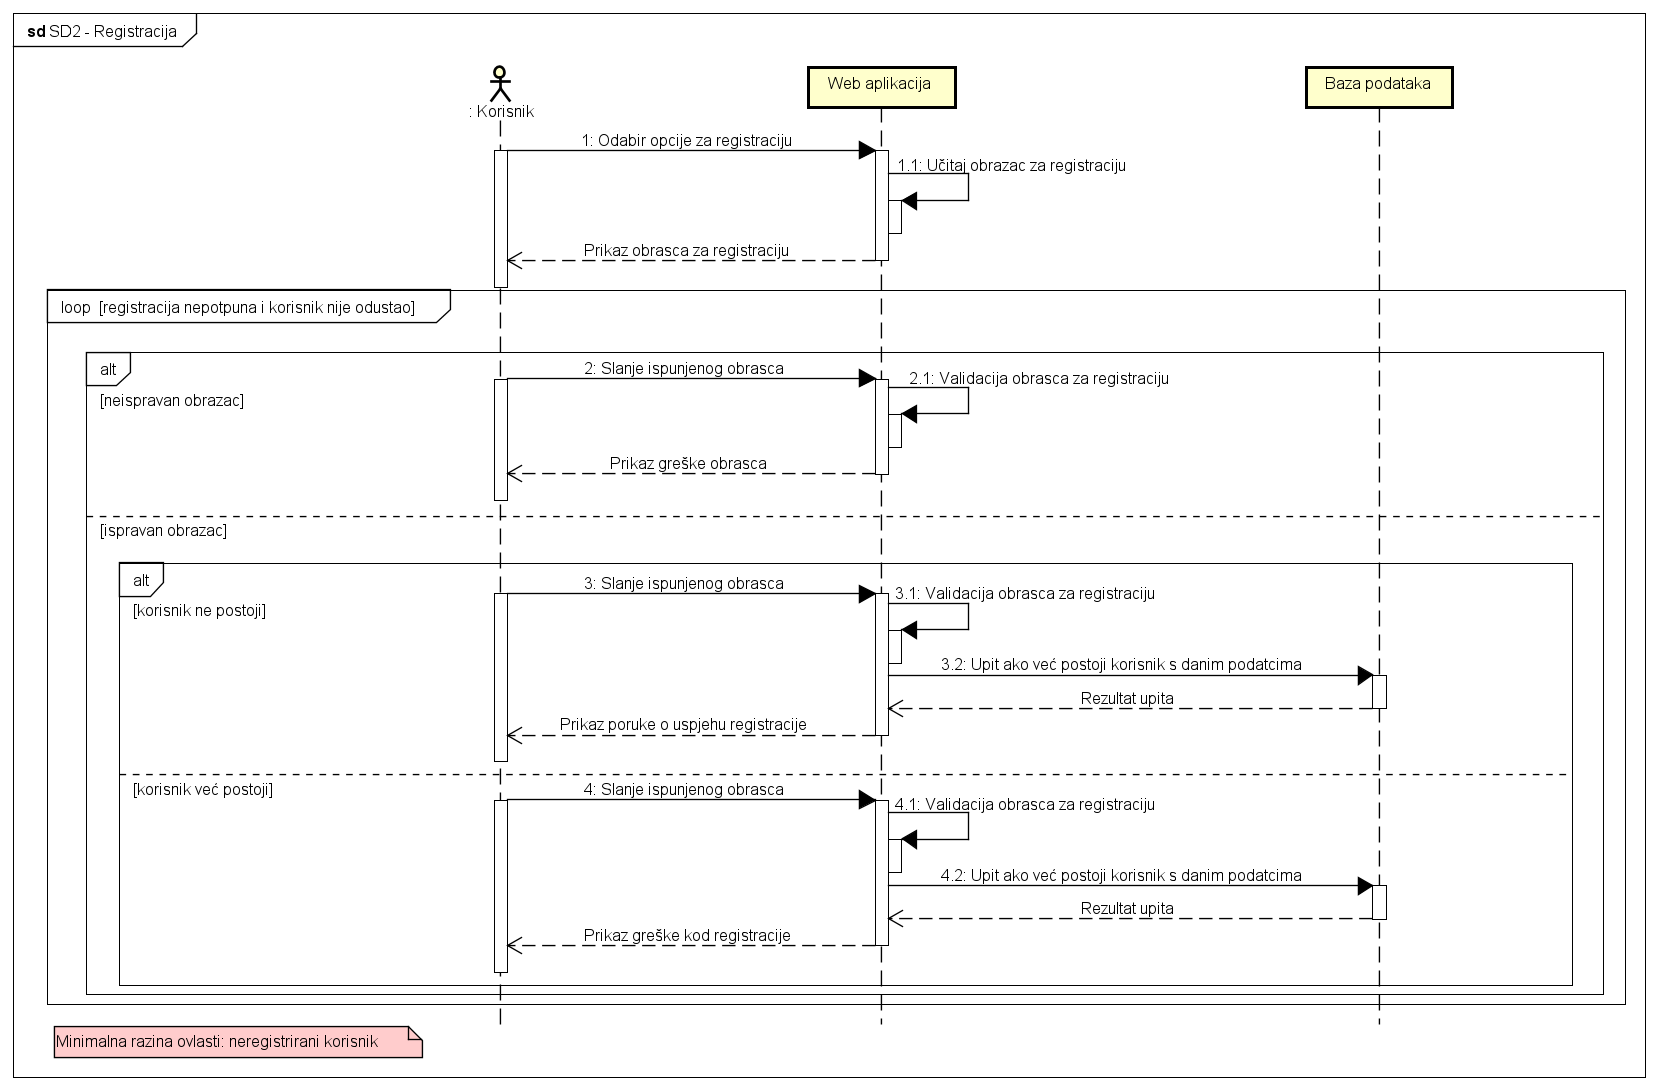 sd SD2 - Registracija
: Korisnik
Web aplikacija
Baza podataka
1: Odabir opcije za registraciju
1.1: Učitaj obrazac za registraciju
Prikaz obrasca za registraciju
loop [registracija nepotpuna i korisnik nije odustao]
alt
2: Slanje ispunjenog obrasca
2.1: Validacija obrasca za registraciju
[neispravan obrazac]
Prikaz greške obrasca
[ispravan obrazac]
alt
3: Slanje ispunjenog obrasca
3.1: Validacija obrasca za registraciju
[korisnik ne postoji]
3.2: Upit ako već postoji korisnik s danim podatcima
Rezultat upita
Prikaz poruke o uspjehu registracije
[korisnik već postoji]
4: Slanje ispunjenog obrasca
4.1: Validacija obrasca za registraciju
4.2: Upit ako već postoji korisnik s danim podatcima
Rezultat upita
Prikaz greške kod registracije
Minimalna razina ovlasti: neregistrirani korisnik